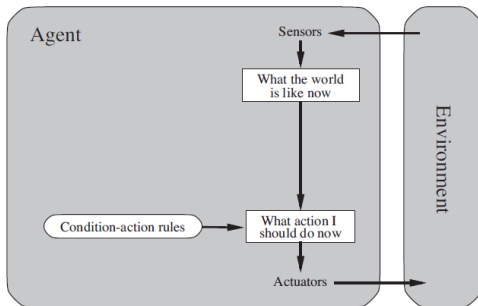 Agent
Sensors
What the world
is like now
Environment
Condition-action rules
What action I
should do now
Actuators